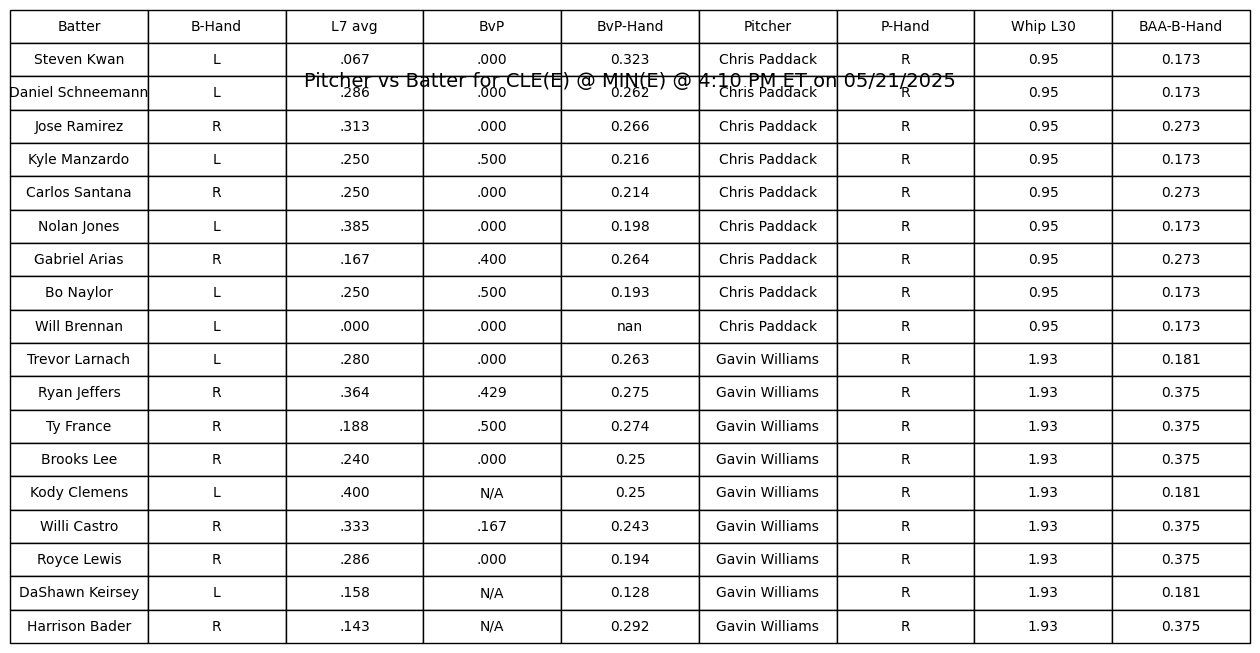 Batter B-Hand L7 avg BvP BvP-Hand Pitcher P-Hand Whip L30 BAA-B-Hand
Steven Kwan L .067 .000 0.323 Chris Paddack R 0.95 0.173
Pitcher vs Batter for CLE(E) @ MIN(E) @ 4:10 PM ET on 05/21/2025
Daniel Schneemann L .286 .000 0.262 Chris Paddack R 0.95 0.173
Jose Ramirez R .313 .000 0.266 Chris Paddack R 0.95 0.273
Kyle Manzardo L .250 .500 0.216 Chris Paddack R 0.95 0.173
Carlos Santana R .250 .000 0.214 Chris Paddack R 0.95 0.273
Nolan Jones L .385 .000 0.198 Chris Paddack R 0.95 0.173
Gabriel Arias R .167 .400 0.264 Chris Paddack R 0.95 0.273
Bo Naylor L .250 .500 0.193 Chris Paddack R 0.95 0.173
Will Brennan L .000 .000 nan Chris Paddack R 0.95 0.173
Trevor Larnach L .280 .000 0.263 Gavin Williams R 1.93 0.181
Ryan Jeffers R .364 .429 0.275 Gavin Williams R 1.93 0.375
Ty France R .188 .500 0.274 Gavin Williams R 1.93 0.375
Brooks Lee R .240 .000 0.25 Gavin Williams R 1.93 0.375
Kody Clemens L .400 N/A 0.25 Gavin Williams R 1.93 0.181
Willi Castro R .333 .167 0.243 Gavin Williams R 1.93 0.375
Royce Lewis R .286 .000 0.194 Gavin Williams R 1.93 0.375
DaShawn Keirsey L .158 N/A 0.128 Gavin Williams R 1.93 0.181
Harrison Bader R .143 N/A 0.292 Gavin Williams R 1.93 0.375